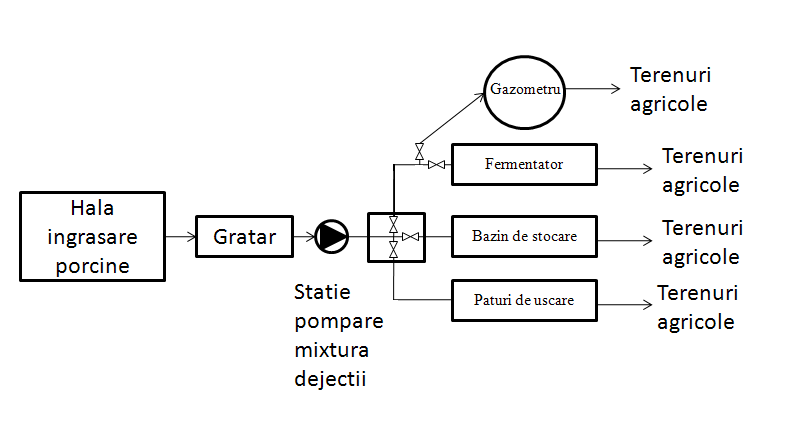 Gazometru
Terenuri
agricole
Fermentator
Terenuri
agricole
Hala
ingrasare
porcine
Gratar
Bazin de stocare
Terenuri
agricole
Statie
pompare
mixtura
dejectii
Paturi de uscare
Terenuri
agricole